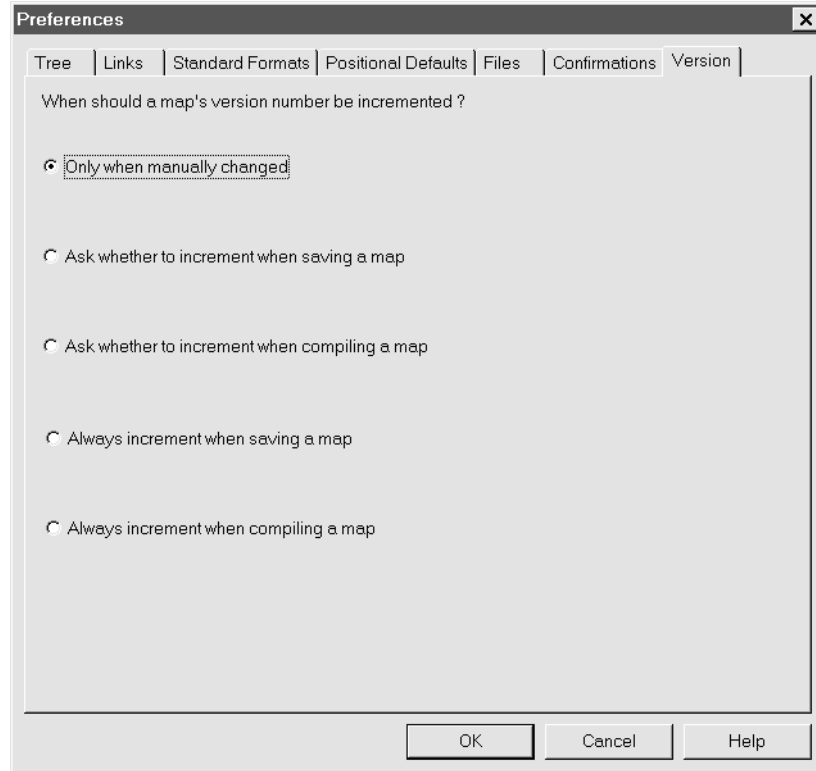 Preferences
Tree Links Standard Formats Positional Defaults Files Confirmations Version
When should a map's version number be incremented ?
Only when manually changed
Ask whether to increment when saving a map
Ask whether to increment when compiling a map
Always increment when saving a map
Always increment when compiling a map
OK Cancel Help